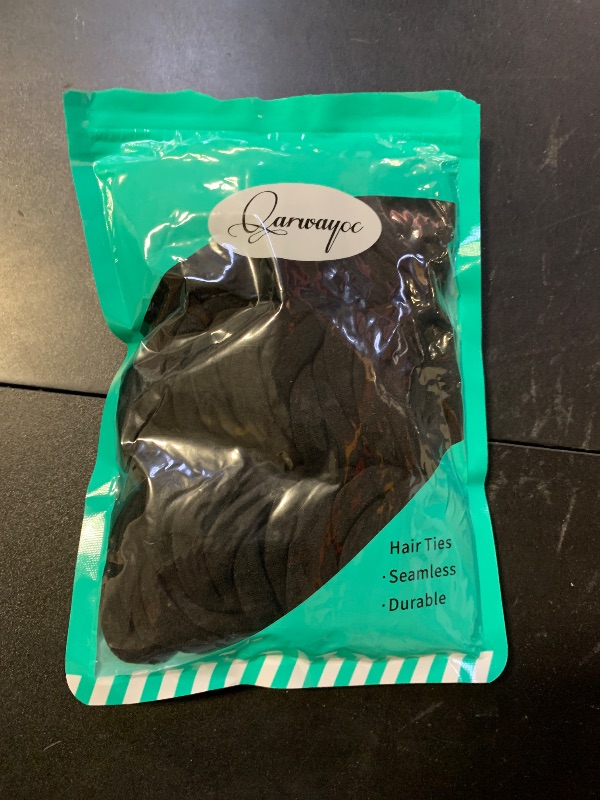 Qarwayoc
Hair Ties
·Seamless
·Durable